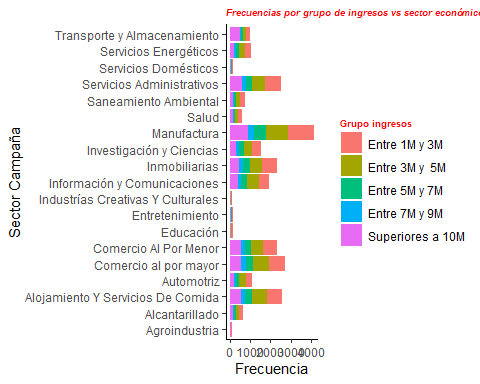 Frecuencias por grupo de ingresos vs sector económic
Transporte y Almacenamiento
Servicios Energéticos
Servicios Domésticos
Servicios Administrativos
Saneamiento Ambiental
Salud
Manufactura
Investigación y Ciencias
Inmobiliarias
Información y Comunicaciones
Industrías Creativas Y Culturales
Entretenimiento
Educación
Comercio Al Por Menor
Comercio al por mayor
Automotriz
Alojamiento Y Servicios De Comida
Alcantarillado
Agroindustria
Sector Campaña
0 1000 2000 3000 4000
Frecuencia
Grupo ingresos
Entre 1M y 3M
Entre 3M y 5M
Entre 5M y 7M
Entre 7M y 9M
Superiores a 10M